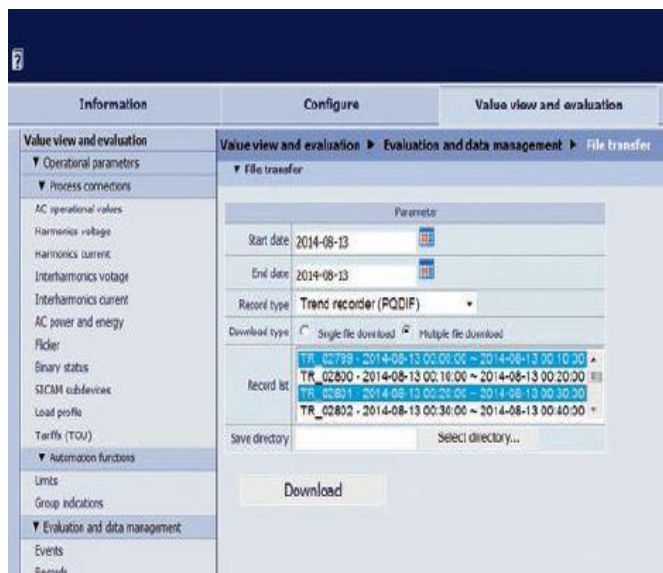 ?
Information
Configure
Value view and evaluation
Value view and evaluation
▼ Operational parameters
▼ Process connections
AC operational values
Harmonics voltage
Harmonics current
Interharmonics voltage
Interharmonics current
AC power and energy
Flicker
Binary status
SICAM subdevices
Load profile
Tariffs (TOU)
▼ Automation functions
Limits
Group indications
▼ Evaluation and data management
Events
Records
Value view and evaluation ▶ Evaluation and data management ▶ File transfer
▼ File transfer
Parameter
Start date 2014-08-13
End date 2014-08-13
Record type Trend recorder (PQDIF)
Download type Single file download Multiple file download
Record list
TR_02799 - 2014-08-13 00:00:00 ~ 2014-08-13 00:10:00
TR_02800 - 2014-08-13 00:10:00 ~ 2014-08-13 00:20:00
TR_02801 - 2014-08-13 00:20:00 ~ 2014-08-13 00:30:00
TR_02802 - 2014-08-13 00:30:00 ~ 2014-08-13 00:40:00
Save directory Select directory...
Download